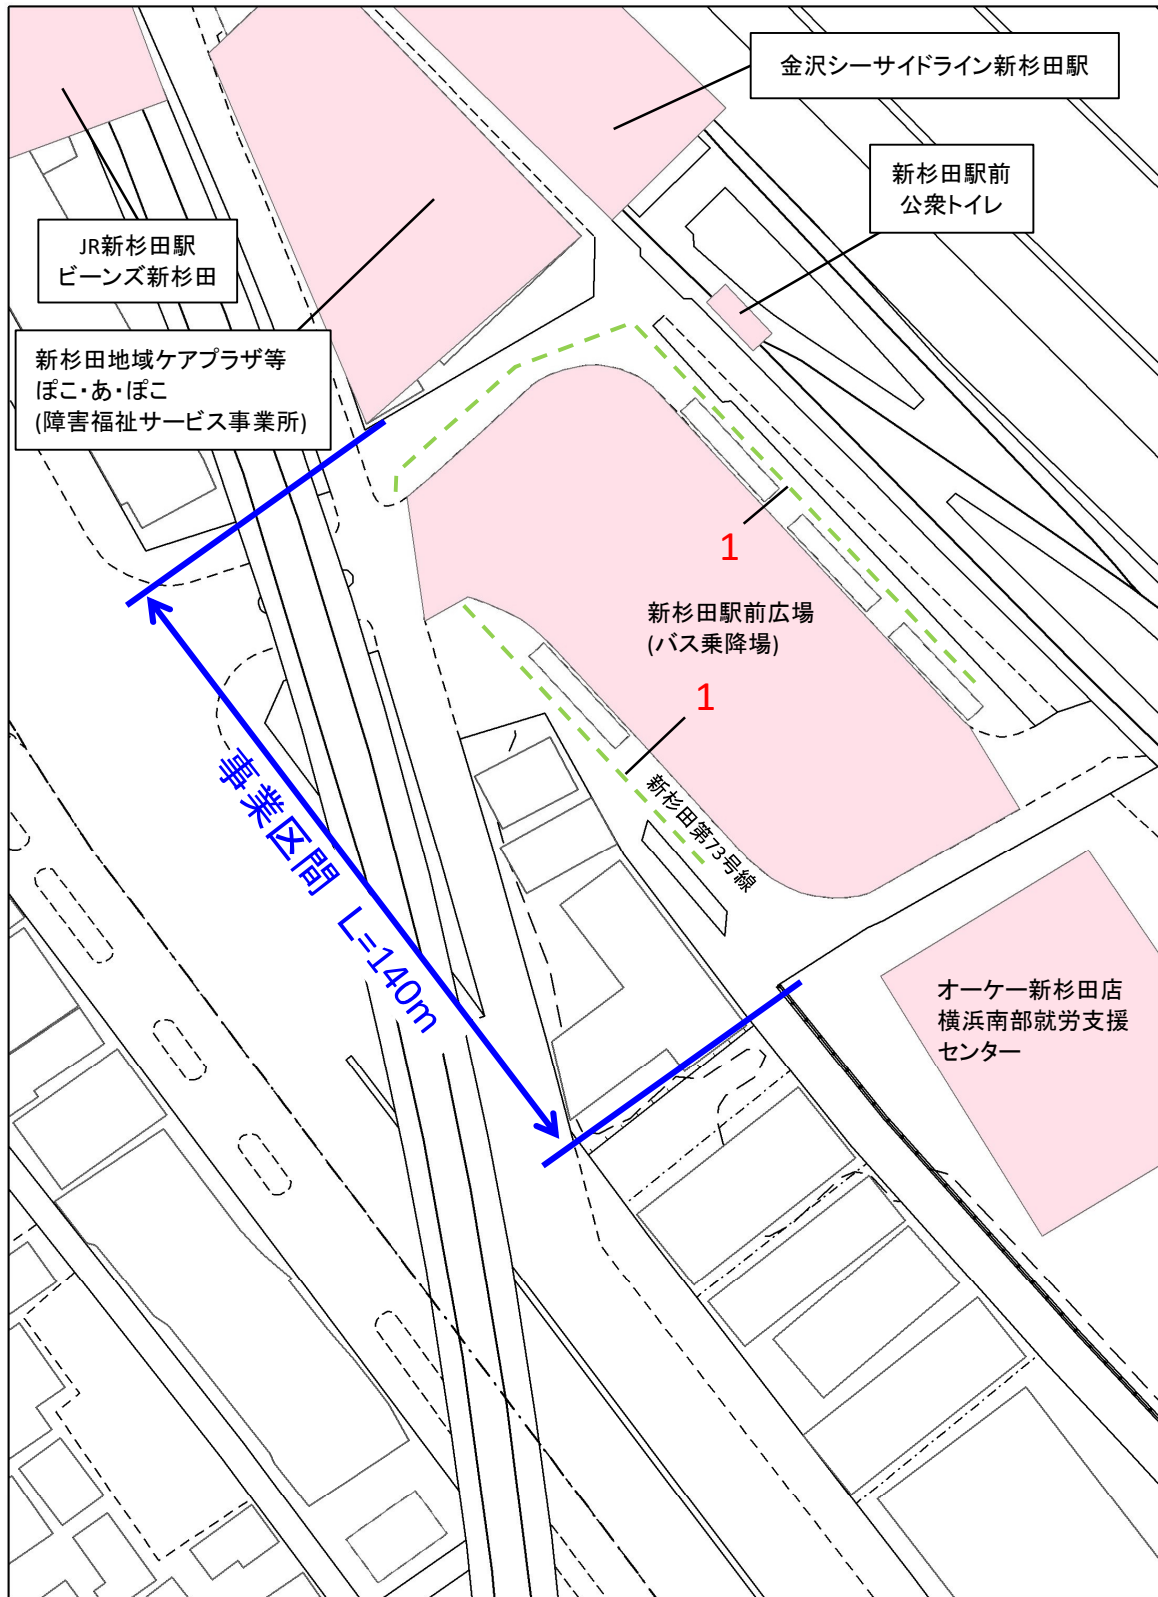 金沢シーサイドライン新杉田駅
新杉田駅前
公衆トイレ
JR新杉田駅
ビーンズ新杉田
新杉田地域ケアプラザ等
ぽこ・あ・ぽこ
(障害福祉サービス事業所)
1
新杉田駅前広場
(バス乗降場)
1
新杉田第73号線
事業区間 L=140m
オーケー新杉田店
横浜南部就労支援
センター